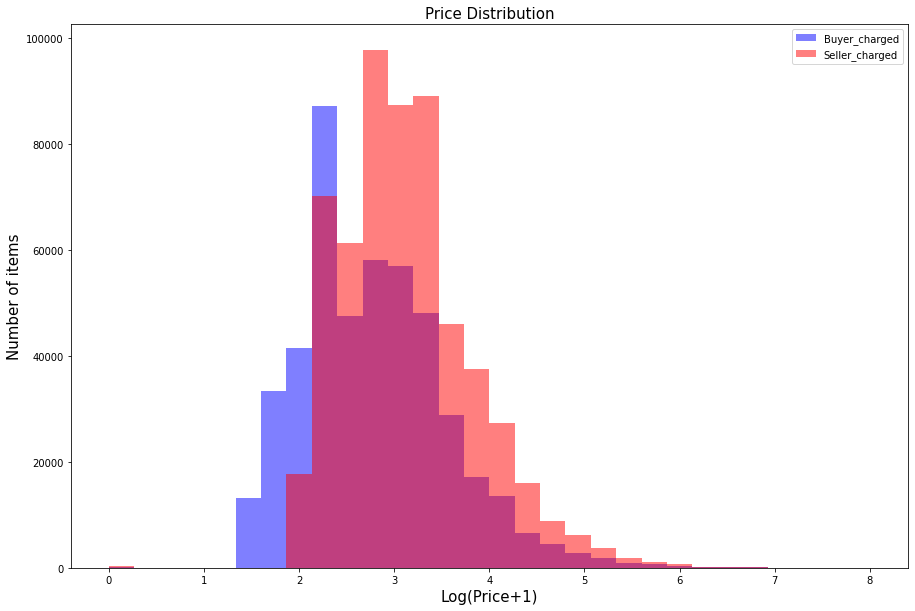 Price Distribution
Buyer_charged
Seller_charged
100000
80000
60000
40000
20000
0
Number of items
0 1 2 3 4 5 6 7 8
Log(Price+1)